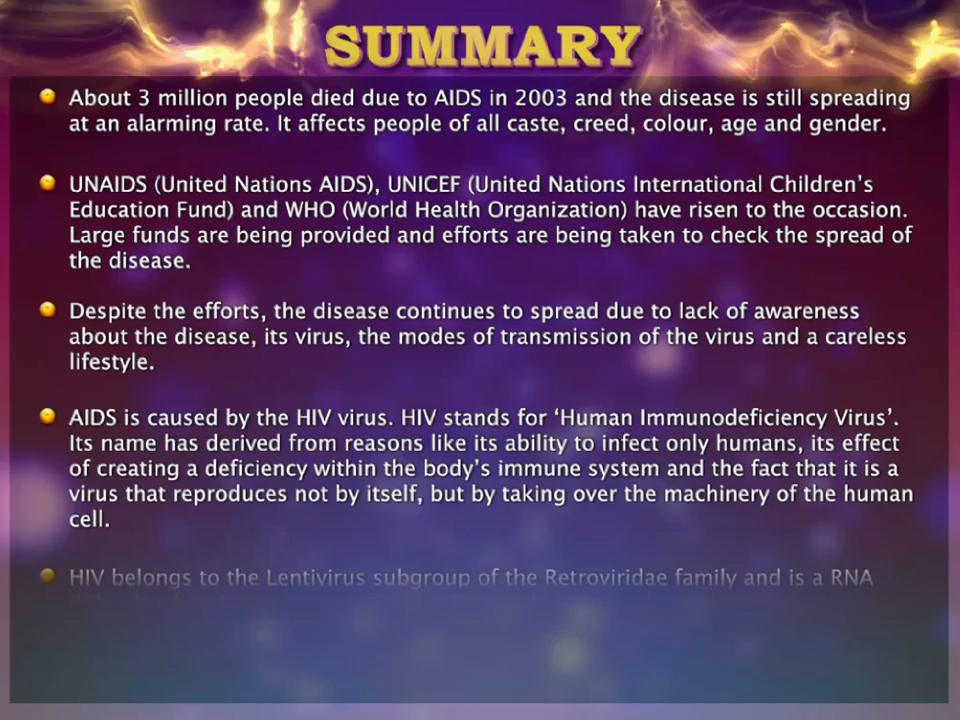 SUMMARY
About 3 million people died due to AIDS in 2003 and the disease is still spreading
at an alarming rate. It affects people of all caste, creed, colour, age and gender.
UNAIDS (United Nations AIDS), UNICEF (United Nations International Children’s
Education Fund) and WHO (World Health Organization) have risen to the occasion.
Large funds are being provided and efforts are being taken to check the spread of
the disease.
Despite the efforts, the disease continues to spread due to lack of awareness
about the disease, its virus, the modes of transmission of the virus and a careless
lifestyle.
AIDS is caused by the HIV virus. HIV stands for ‘Human Immunodeficiency Virus’.
Its name has derived from reasons like its ability to infect only humans, its effect
of creating a deficiency within the body’s immune system and the fact that it is a
virus that reproduces not by itself, but by taking over the machinery of the human
cell.
HIV belongs to the Lentivirus subgroup of the Retroviridae family and is a RNA